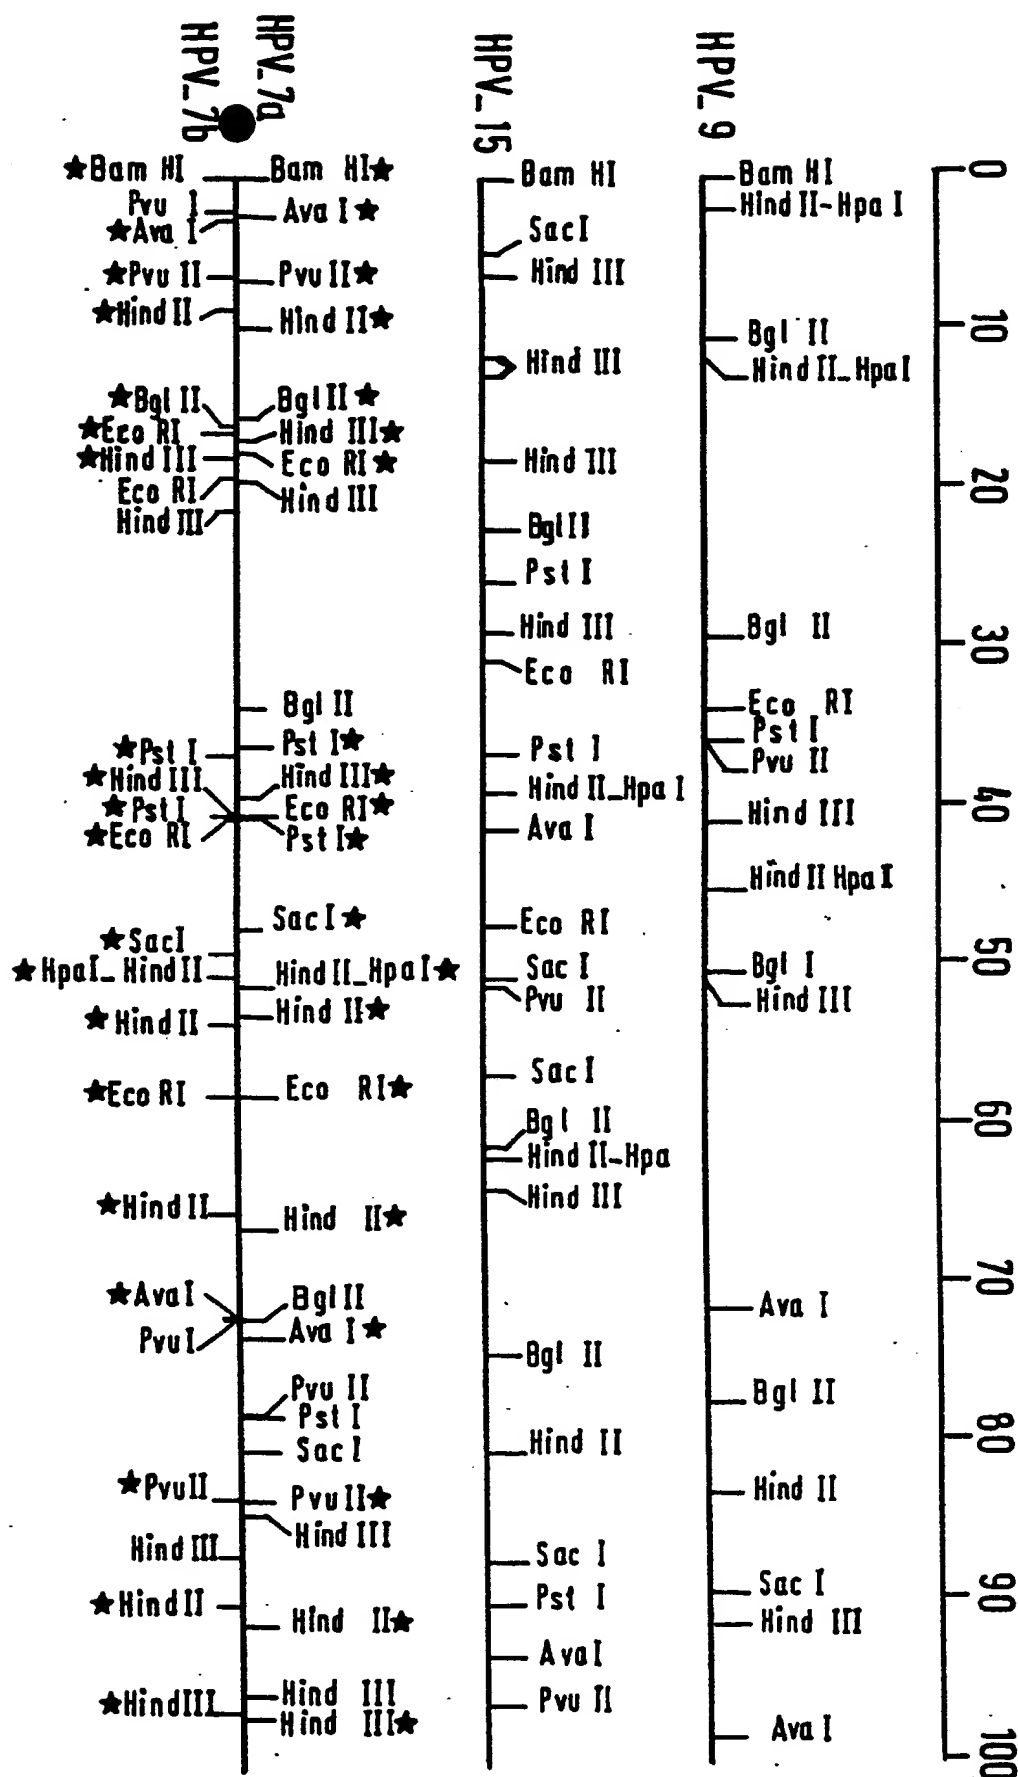 HPV_7b
HPV_7a
HPV_15
HPV_9
★Bam HI
Pvu I
★Ava I
★Pvu II
★Hind II
★Bgl II
★Eco RI
★Hind III
Eco RI
Hind III
★Pst I
★Hind III
★Pst I
★Eco RI
★SacI
★HpaI_Hind II
★Hind II
★Eco RI
★Hind II
★Ava I
Pvu I
★Pvu II
Hind III
★Hind II
★Hind III
Bam HI★
Ava I★
Pvu II★
Hind II★
Bgl II★
Hind III★
Eco RI★
Hind III
Bgl II
Pst I★
Hind III★
Eco RI★
Pst I★
Sac I★
Hind II_HpaI★
Hind II★
Eco RI★
Hind II★
Bgl II
Ava I★
Pvu II
Pst I
Sac I
Pvu II★
Hind III
Hind II★
Hind III
Hind III★
Bam HI
Sac I
Hind III
Hind III
Hind III
Bgl II
Pst I
Hind III
Eco RI
Pst I
Hind II_Hpa I
Ava I
Eco RI
Sac I
Pvu II
Sac I
Bgl II
Hind II-Hpa
Hind III
Bgl II
Hind II
Sac I
Pst I
Ava I
Pvu II
Bam HI
Hind II-Hpa I
Bgl II
Hind II_HpaI
Bgl II
Eco RI
Pst I
Pvu II
Hind III
Hind II HpaI
Bgl I
Hind III
Ava I
Bgl II
Hind II
Sac I
Hind III
Ava I
0
10
20
30
40
50
60
70
80
90
100